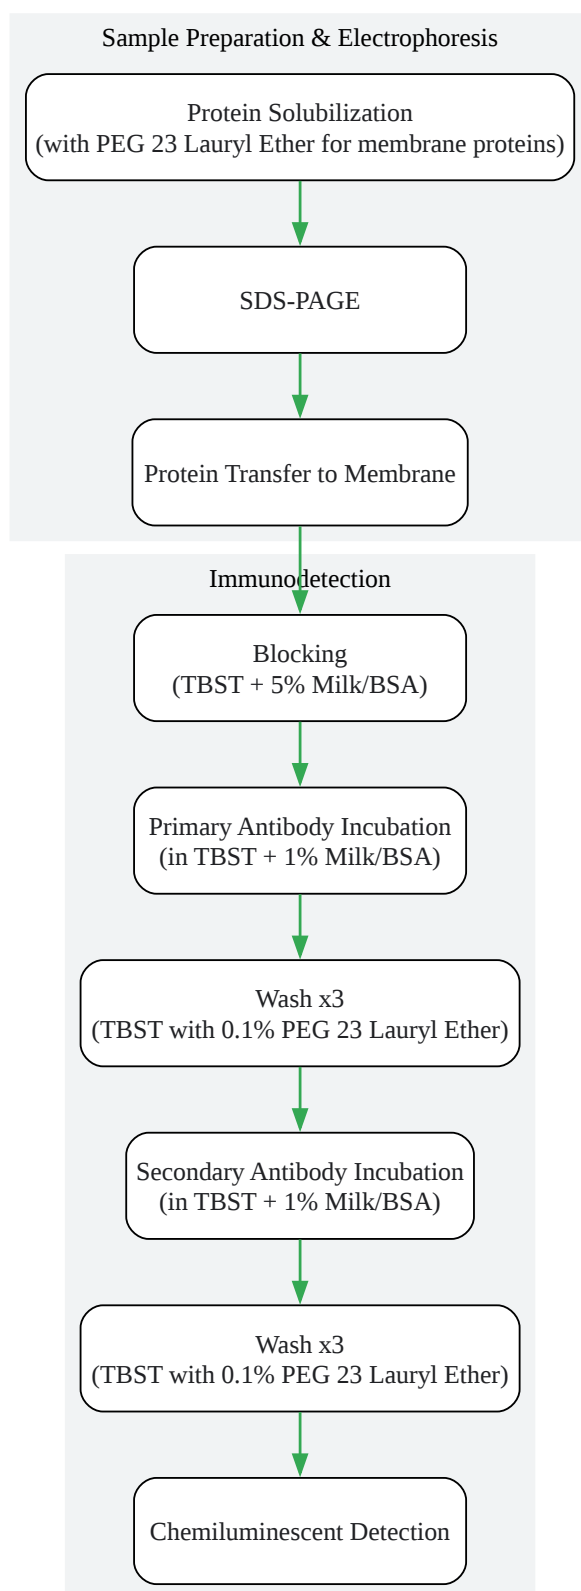 Sample Preparation & Electrophoresis
Protein Solubilization
(with PEG 23 Lauryl Ether for membrane proteins)
SDS-PAGE
Protein Transfer to Membrane
Immunodetection
Blocking
(TBST + 5% Milk/BSA)
Primary Antibody Incubation
(in TBST + 1% Milk/BSA)
Wash x3
(TBST with 0.1% PEG 23 Lauryl Ether)
Secondary Antibody Incubation
(in TBST + 1% Milk/BSA)
Wash x3
(TBST with 0.1% PEG 23 Lauryl Ether)
Chemiluminescent Detection